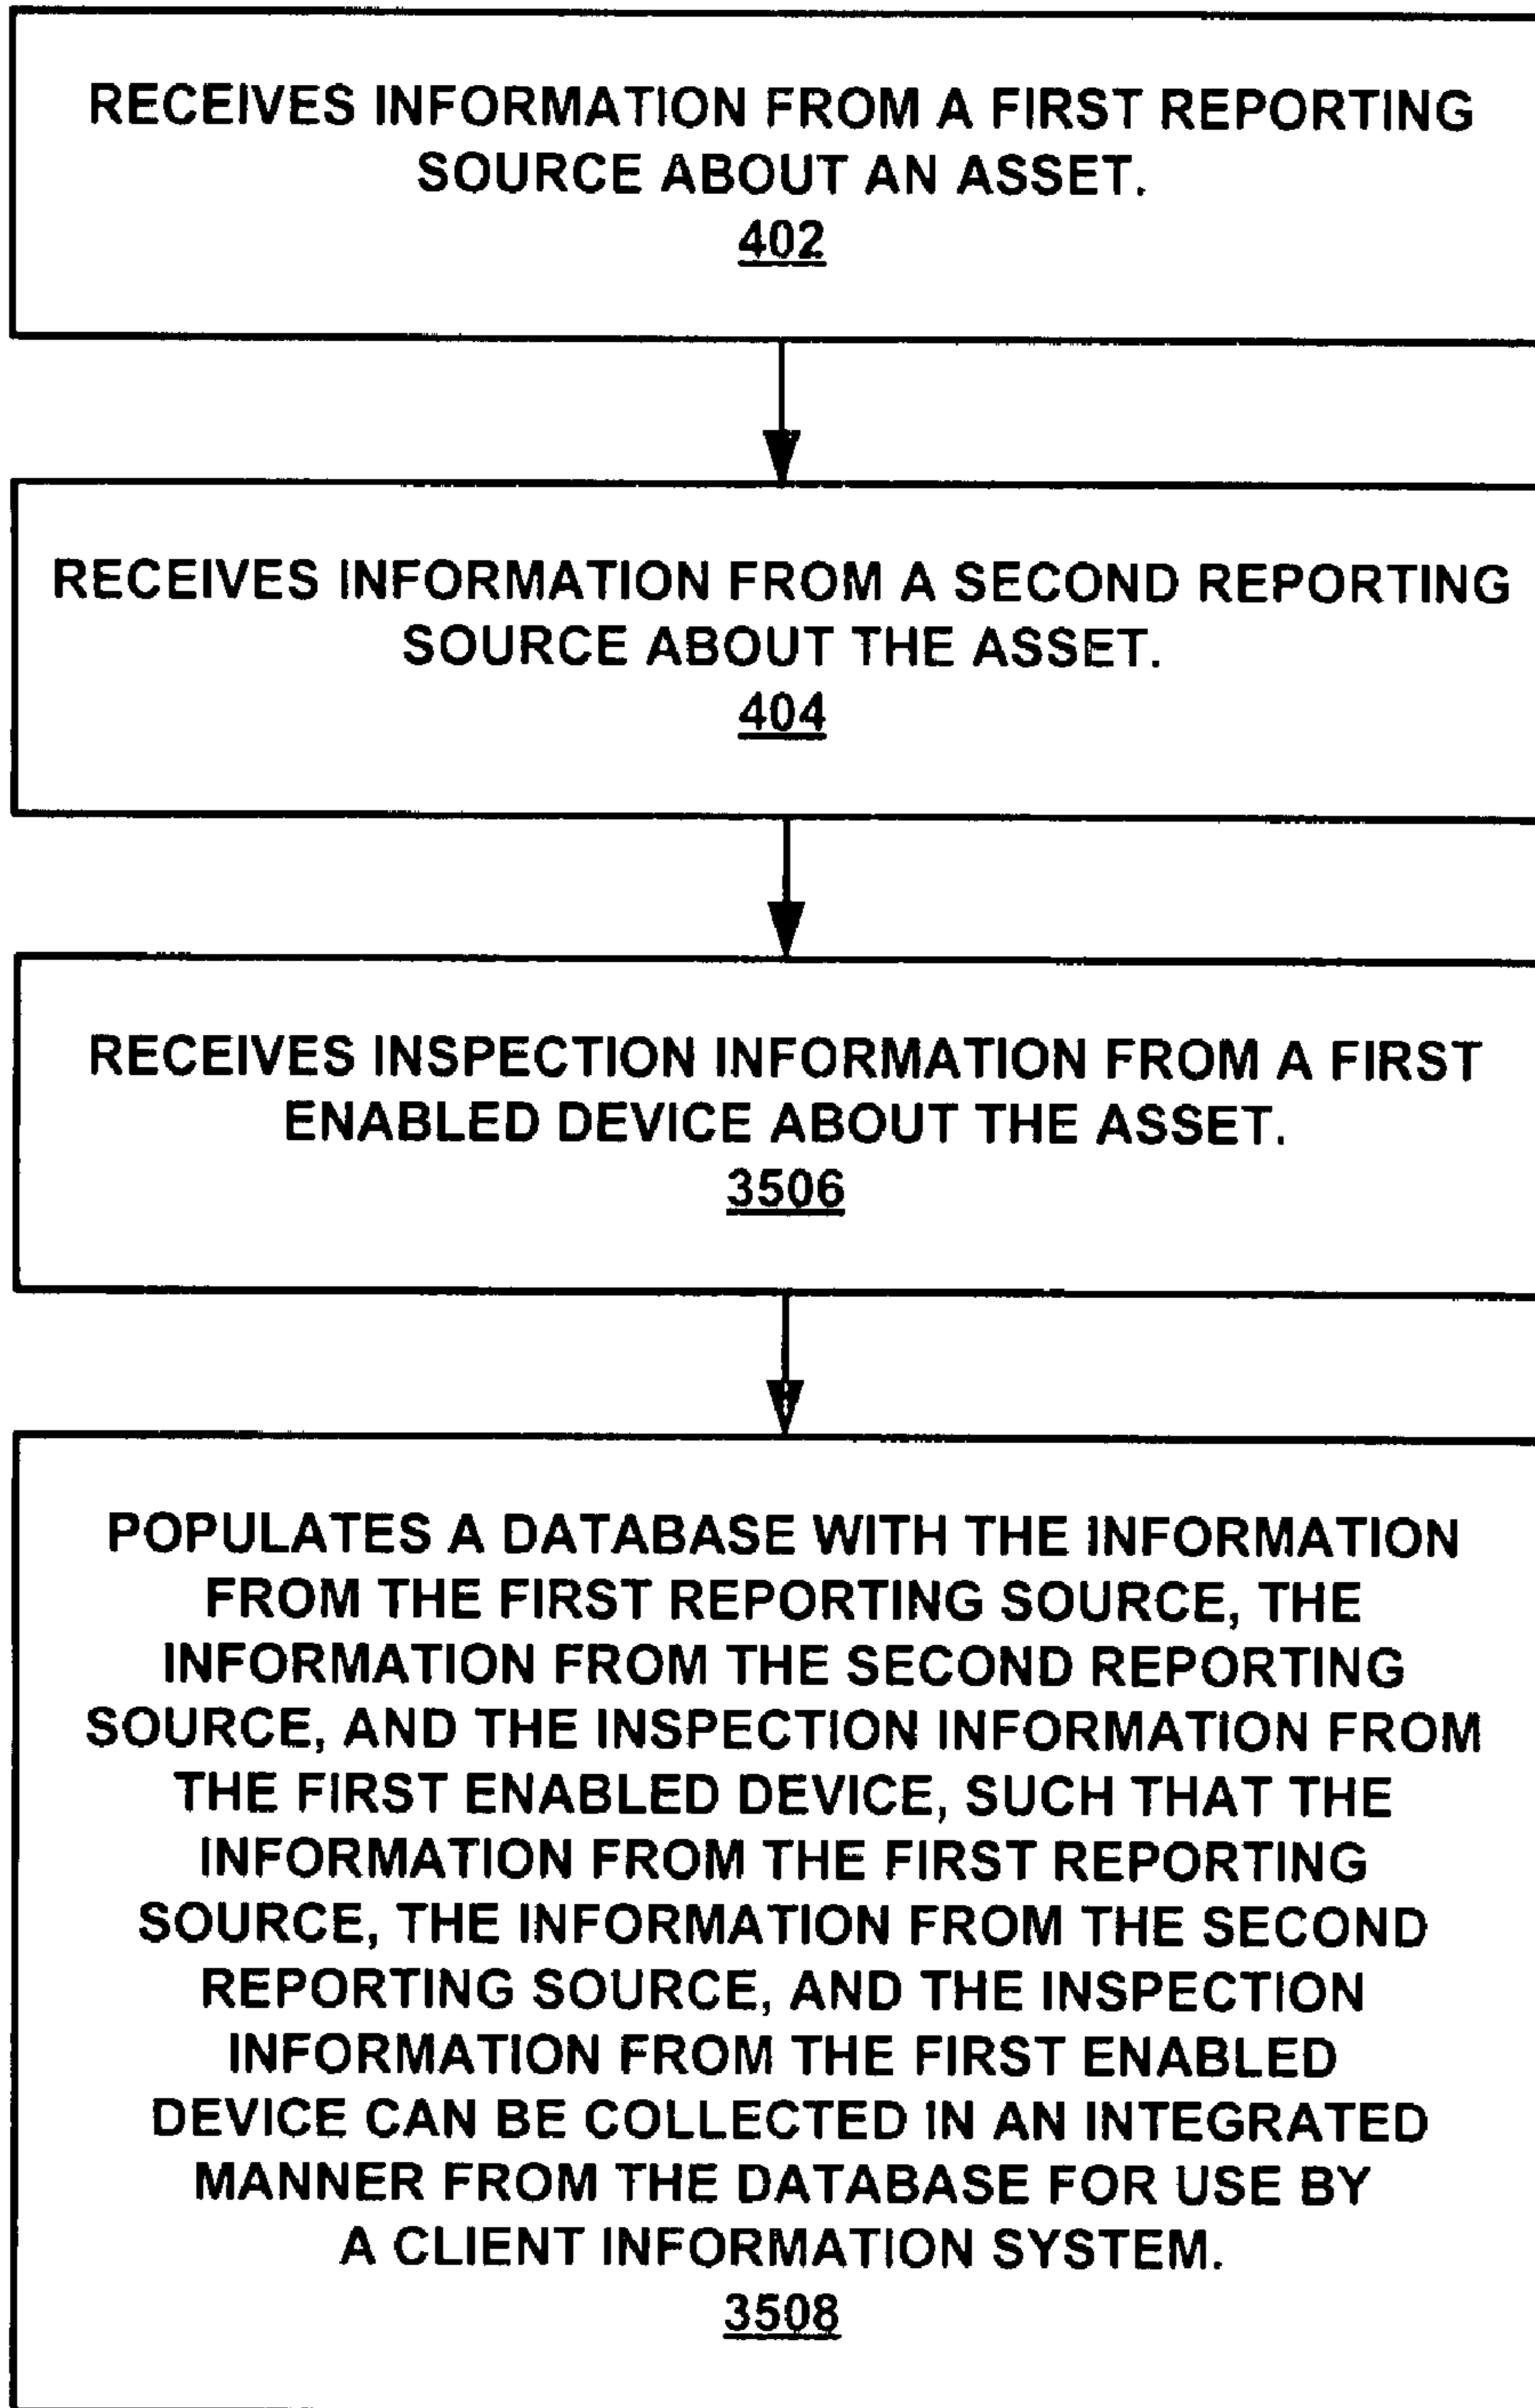 RECEIVES INFORMATION FROM A FIRST REPORTING
SOURCE ABOUT AN ASSET.
402
RECEIVES INFORMATION FROM A SECOND REPORTING
SOURCE ABOUT THE ASSET.
404
RECEIVES INSPECTION INFORMATION FROM A FIRST
ENABLED DEVICE ABOUT THE ASSET.
3506
POPULATES A DATABASE WITH THE INFORMATION
FROM THE FIRST REPORTING SOURCE, THE
INFORMATION FROM THE SECOND REPORTING
SOURCE, AND THE INSPECTION INFORMATION FROM
THE FIRST ENABLED DEVICE, SUCH THAT THE
INFORMATION FROM THE FIRST REPORTING
SOURCE, THE INFORMATION FROM THE SECOND
REPORTING SOURCE, AND THE INSPECTION
INFORMATION FROM THE FIRST ENABLED
DEVICE CAN BE COLLECTED IN AN INTEGRATED
MANNER FROM THE DATABASE FOR USE BY
A CLIENT INFORMATION SYSTEM.
3508